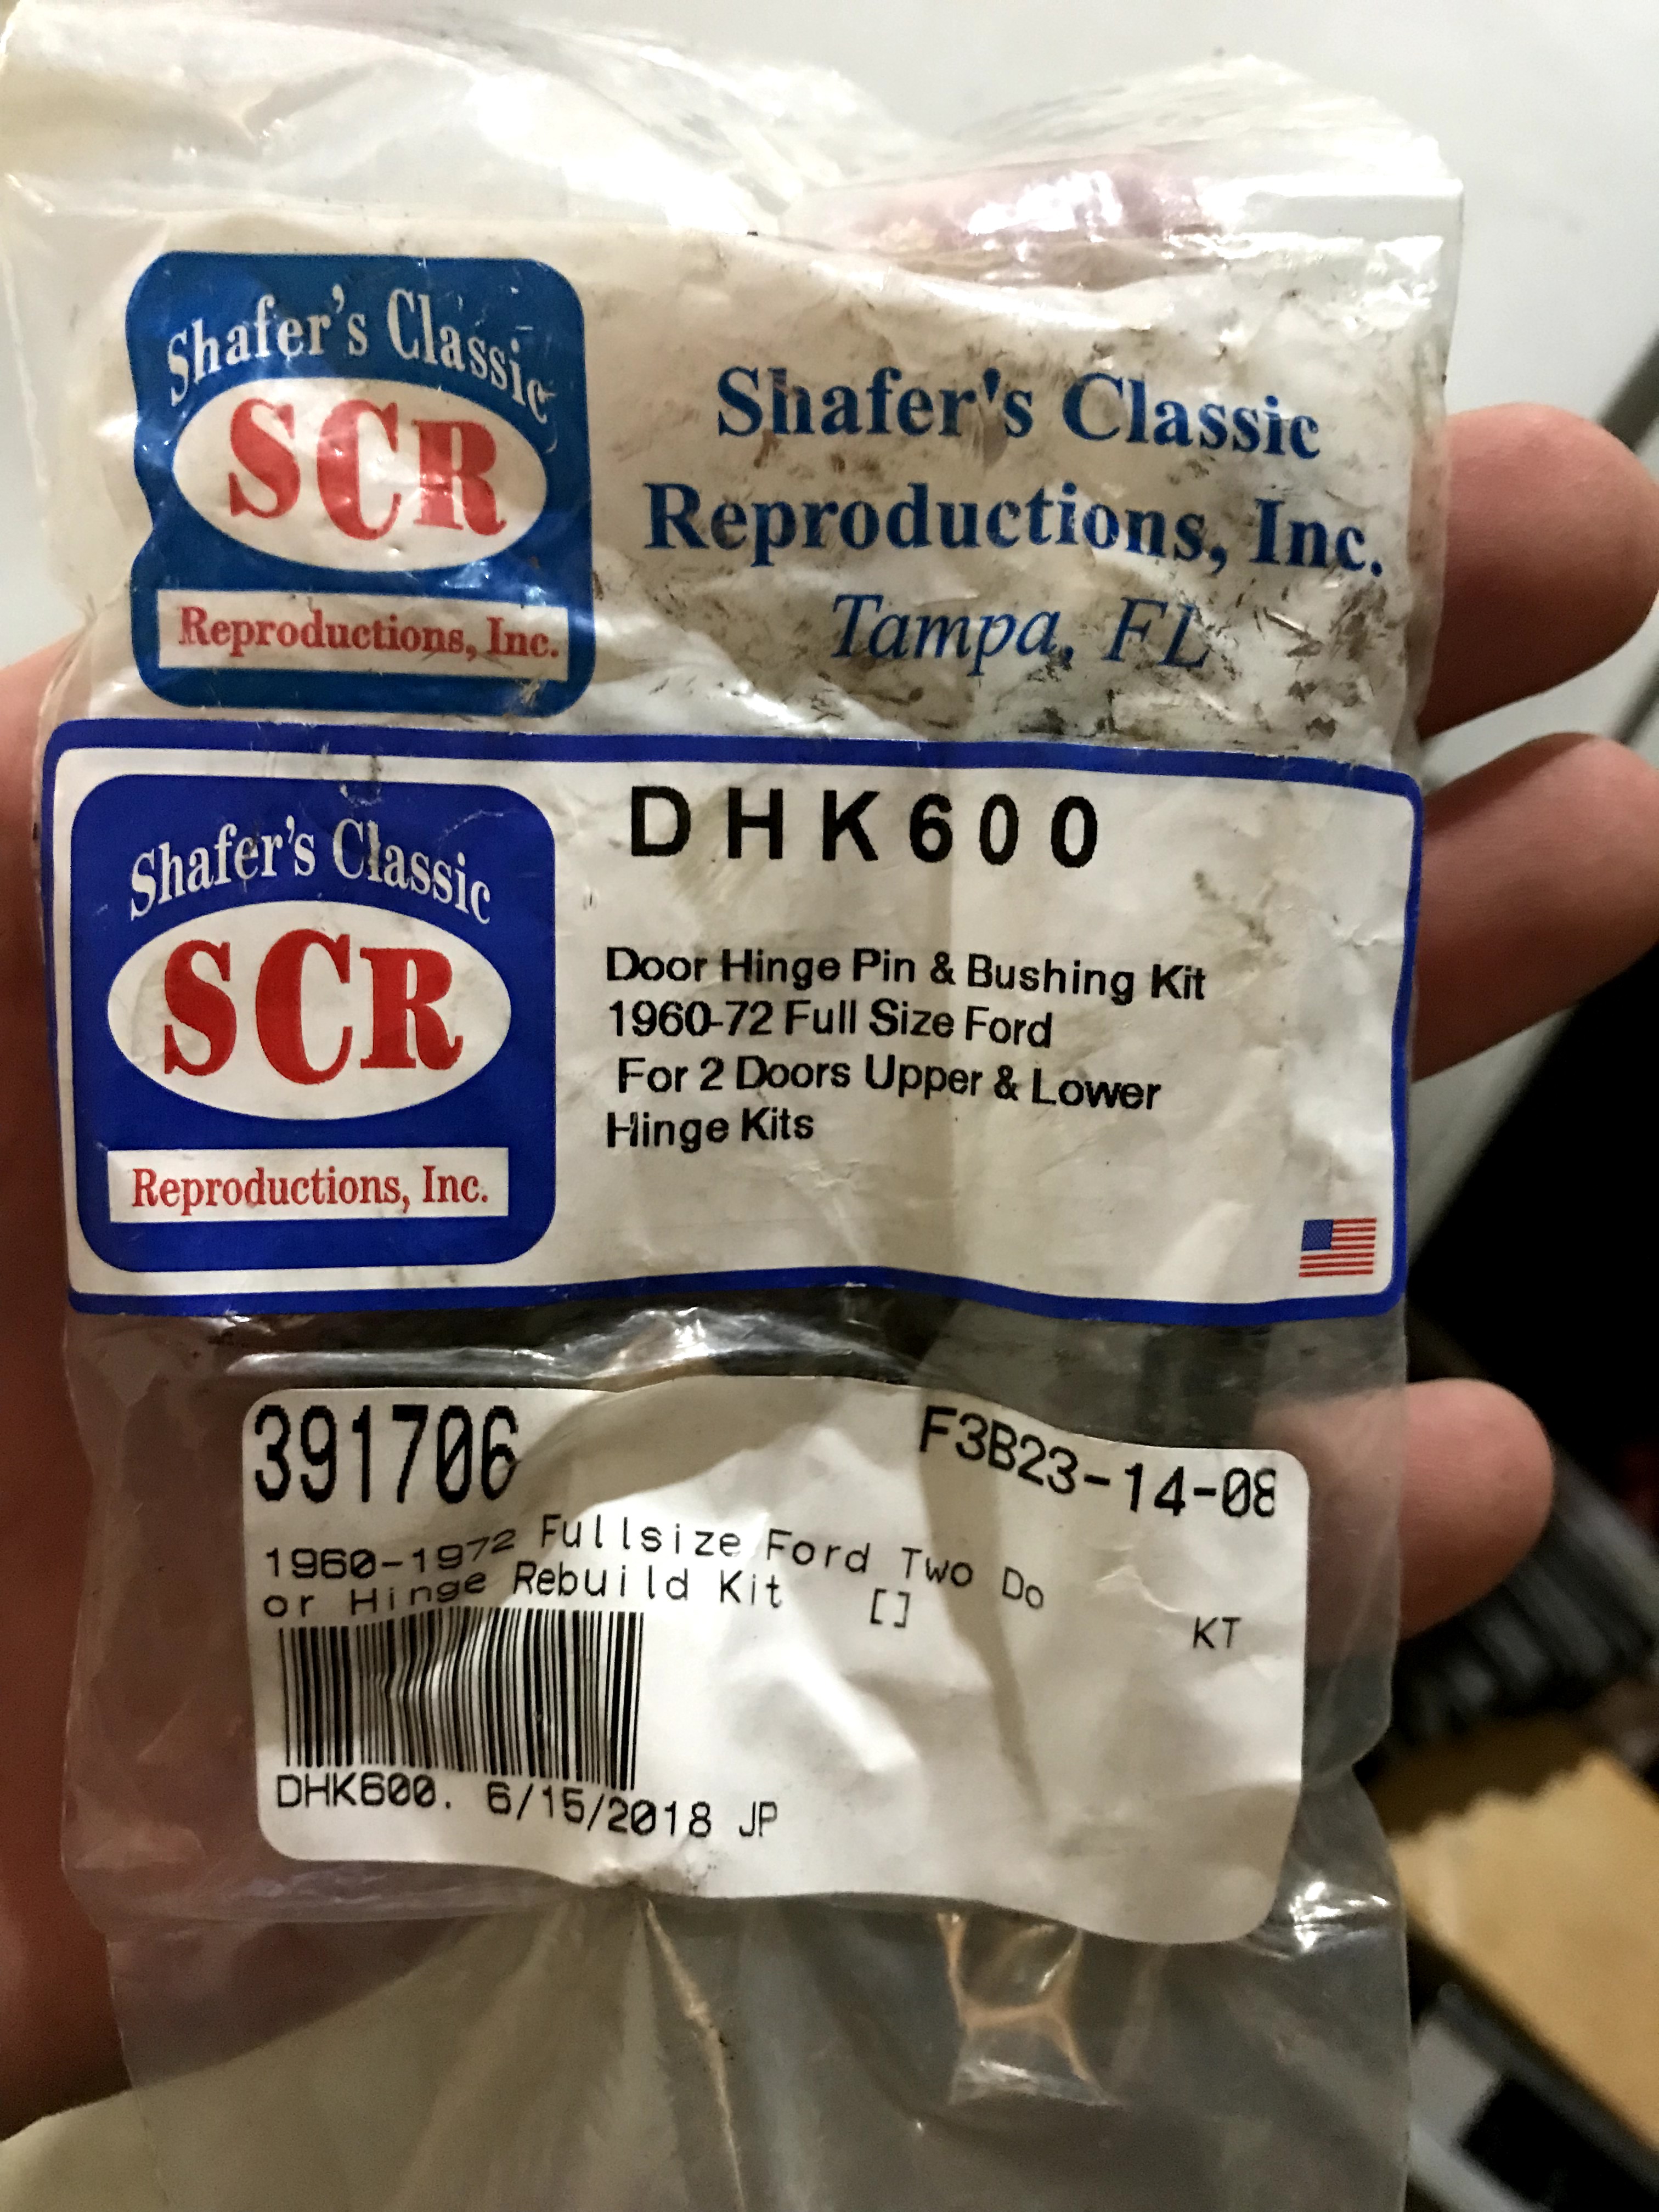 Shafer's Classic
SCR
Reproductions, Inc.
Shafer's Classic
Reproductions, Inc.
Tampa, FL
Shafer's Classic
SCR
Reproductions, Inc.
DHK600
Door Hinge Pin & Bushing Kit
1960-72 Full Size Ford
For 2 Doors Upper & Lower
Hinge Kits
391706
F3B23-14-08
1960-1972 Fullsize Ford Two Do
or Hinge Rebuild Kit []
KT
DHK600. 6/15/2018 JP